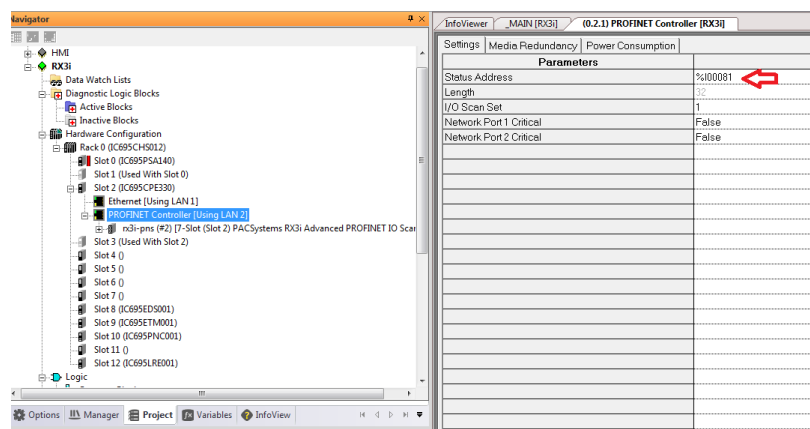 Navigator
HMI
RX3i
Data Watch Lists
Diagnostic Logic Blocks
Active Blocks
Inactive Blocks
Hardware Configuration
Rack 0 (IC695CHS012)
Slot 0 (IC695PSA140)
Slot 1 (Used With Slot 0)
Slot 2 (IC695CPE330)
Ethernet [Using LAN 1]
PROFINET Controller [Using LAN 2]
rx3i-pns (#2) [7-Slot (Slot 2) PACSystems RX3i Advanced PROFINET IO Scar
Slot 3 (Used With Slot 2)
Slot 4 ()
Slot 5 ()
Slot 6 ()
Slot 7 ()
Slot 8 (IC695EDS001)
Slot 9 (IC695ETM001)
Slot 10 (IC695PNC001)
Slot 11 ()
Slot 12 (IC695LRE001)
Logic
Options Manager Project Variables InfoView
InfoViewer _MAIN [RX3i] (0.2.1) PROFINET Controller [RX3i]
Settings Media Redundancy Power Consumption
Parameters
Status Address %I00081
Length 32
I/O Scan Set 1
Network Port 1 Critical False
Network Port 2 Critical False